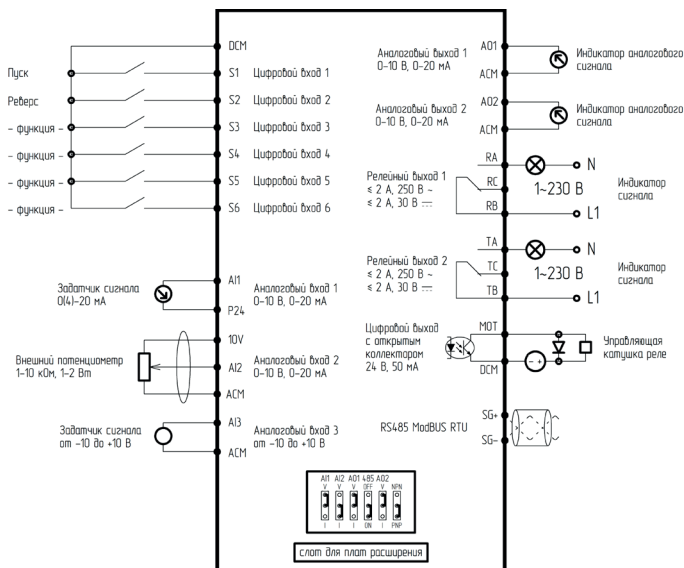 DCM
Пуск S1 Цифровой вход 1
Реверс S2 Цифровой вход 2
– функция – S3 Цифровой вход 3
– функция – S4 Цифровой вход 4
– функция – S5 Цифровой вход 5
– функция – S6 Цифровой вход 6
Задатчик сигнала
0(4)–20 мА
AI1
P24
Аналоговый вход 1
0–10 В, 0–20 мА
Внешний потенциометр
1–10 кОм, 1–2 Вт
10V
AI2
ACM
Аналоговый вход 2
0–10 В, 0–20 мА
Задатчик сигнала
от –10 до +10 В
AI3
ACM
Аналоговый вход 3
от –10 до +10 В
Аналоговый выход 1
0–10 В, 0–20 мА
AO1
ACM
Индикатор аналогового
сигнала
Аналоговый выход 2
0–10 В, 0–20 мА
AO2
ACM
Индикатор аналогового
сигнала
Релейный выход 1
≤ 2 А, 250 В ~
≤ 2 А, 30 В ⎓
RA
RC
RB
N
1~230 В
L1
Индикатор
сигнала
Релейный выход 2
≤ 2 А, 250 В ~
≤ 2 А, 30 В ⎓
TA
TC
TB
N
1~230 В
L1
Индикатор
сигнала
Цифровой выход
с открытым
коллектором
24 В, 50 мА
MOT
DCM
– +
Управляющая
катушка реле
RS485 ModBUS RTU
SG+
SG–
AI1 AI2 AO1 485 AO2
V V V OFF V NPN
I I I ON I PNP
слот для плат расширения